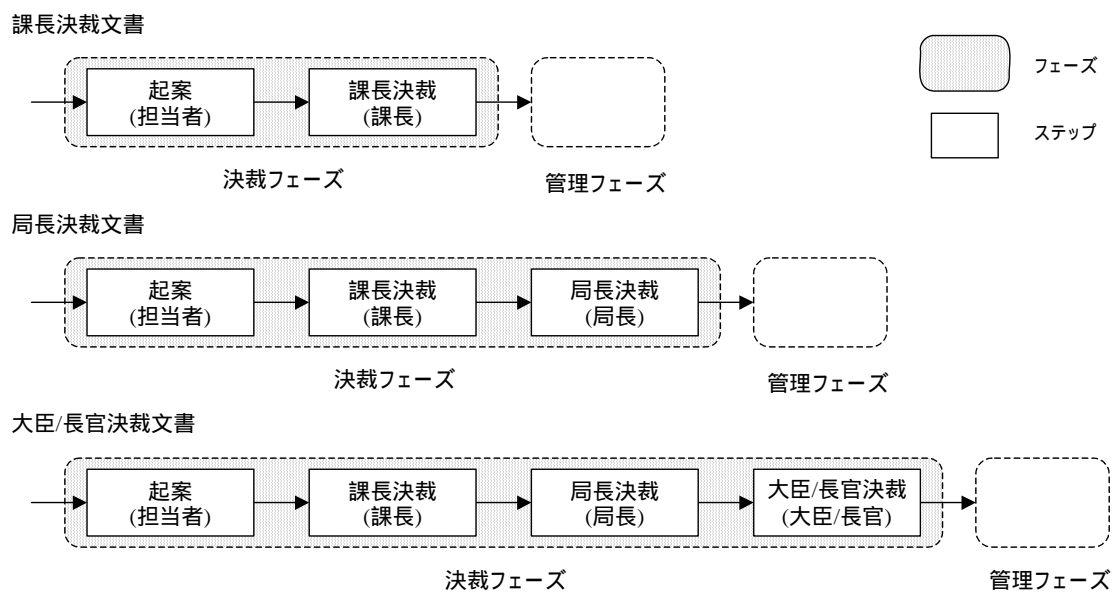 課長決裁文書
フェーズ
起案
(担当者)
課長決裁
(課長)
ステップ
決裁フェーズ
管理フェーズ
局長決裁文書
起案
(担当者)
課長決裁
(課長)
局長決裁
(局長)
決裁フェーズ
管理フェーズ
大臣/長官決裁文書
起案
(担当者)
課長決裁
(課長)
局長決裁
(局長)
大臣/長官決裁
(大臣/長官)
決裁フェーズ
管理フェーズ